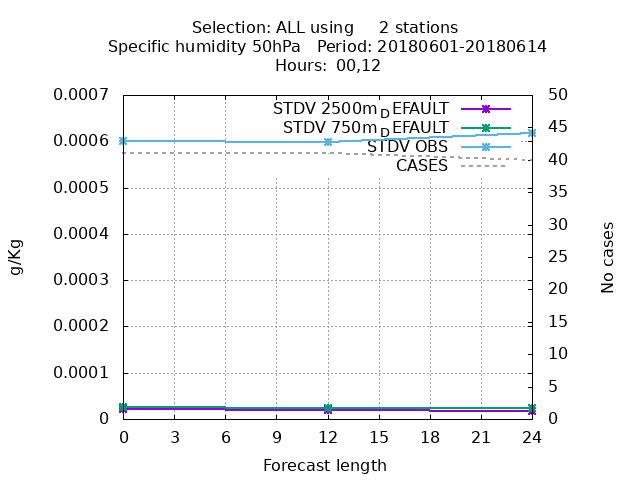 Selection: ALL using 2 stations
Specific humidity 50hPa Period: 20180601-20180614
Hours: 00,12
STDV 2500m_DEFAULT
STDV 750m_DEFAULT
STDV OBS
CASES
0.0007
0.0006
0.0005
0.0004
0.0003
0.0002
0.0001
0
g/Kg
50
45
40
35
30
25
20
15
10
5
0
No cases
0 3 6 9 12 15 18 21 24
Forecast length